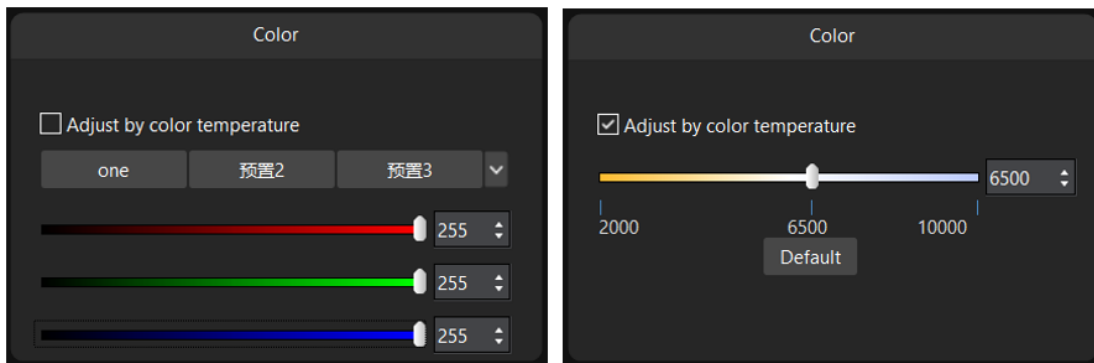 Color
Adjust by color temperature
one 预置2 预置3
255
255
255
Color
Adjust by color temperature
6500
2000 6500 10000
Default